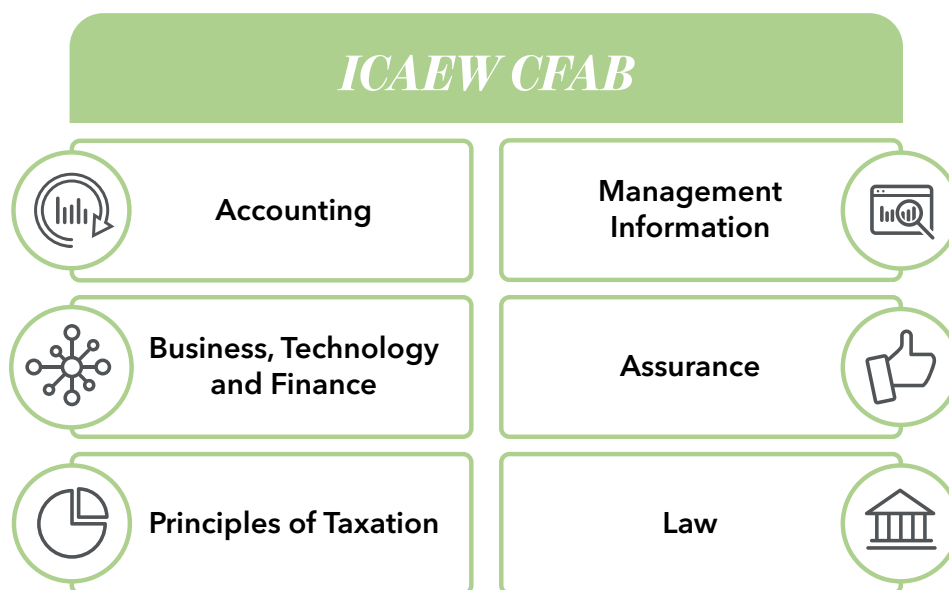 ICAEW CFAB
Accounting
Management
Information
Business, Technology
and Finance
Assurance
Principles of Taxation
Law